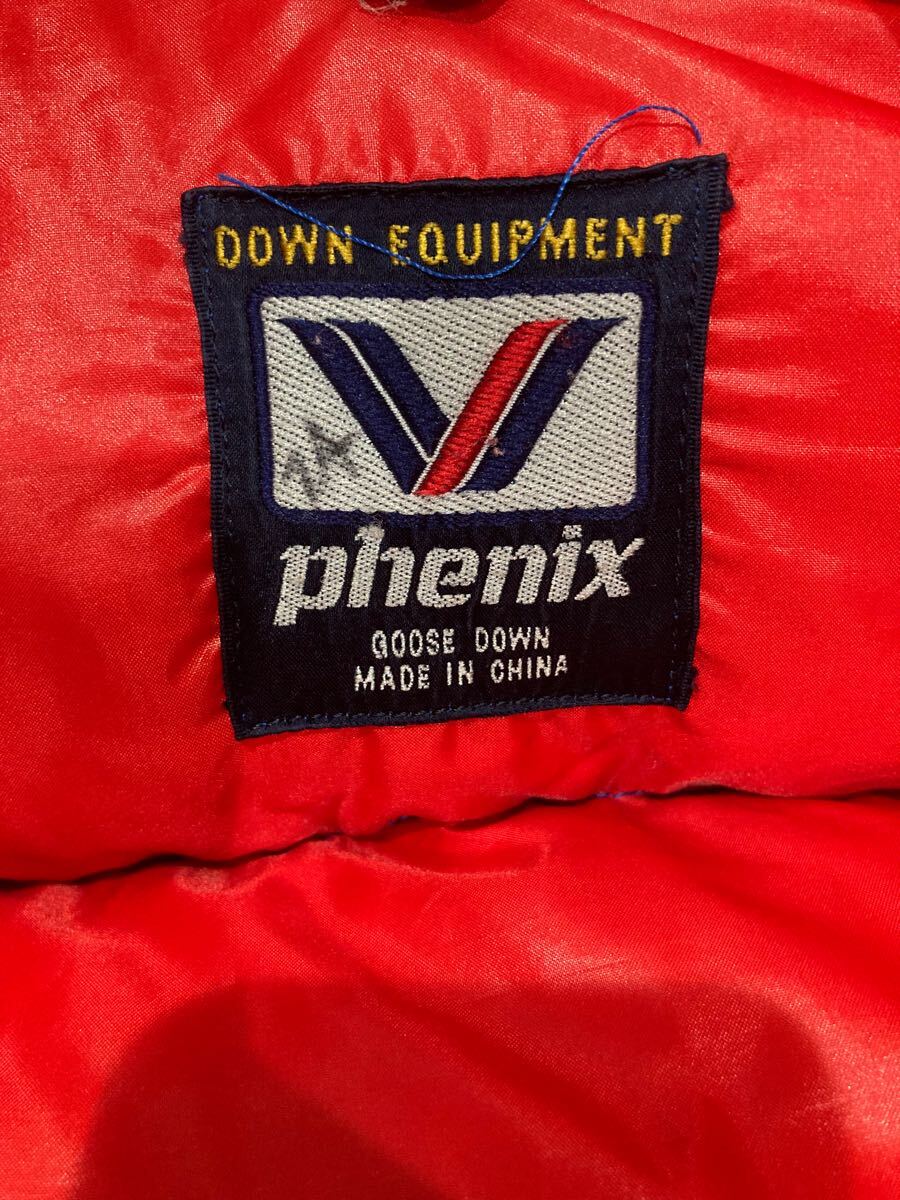 DOWN EQUIPMENT
phenix
GOOSE DOWN
MADE IN CHINA